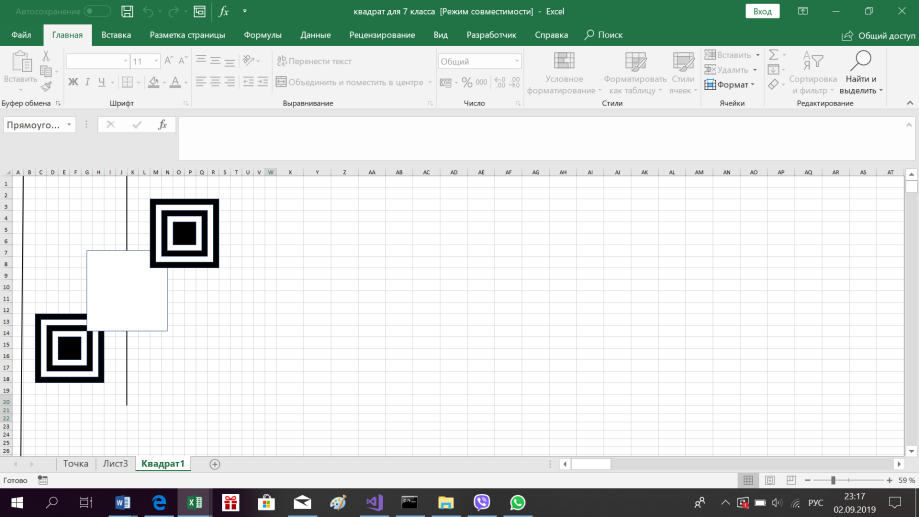 Автосохранение
квадрат для 7 класса [Режим совместимости] - Excel
Вход
Файл Главная Вставка Разметка страницы Формулы Данные Рецензирование Вид Разработчик Справка Поиск Общий доступ
Вставить
Ж К Ч
11
Перенести текст
Объединить и поместить в центре
Общий
% 000
Условное форматирование
Форматировать как таблицу
Стили ячеек
Вставить
Удалить
Формат
Сортировка и фильтр
Найти и выделить
Буфер обмена Шрифт Выравнивание Число Стили Ячейки Редактирование
Прямоуго... fx
A B C D E F G H I J K L M N O P Q R S T U V W X Y Z AA AB AC AD AE AF AG AH AI AJ AK AL AM AN AO AP AQ AR AS AT
1
2
3
4
5
6
7
8
9
10
11
12
13
14
15
16
17
18
19
20
21
22
23
24
25
26
Точка Лист3 Квадрат1
Готово
59 %
РУС
23:17
02.09.2019